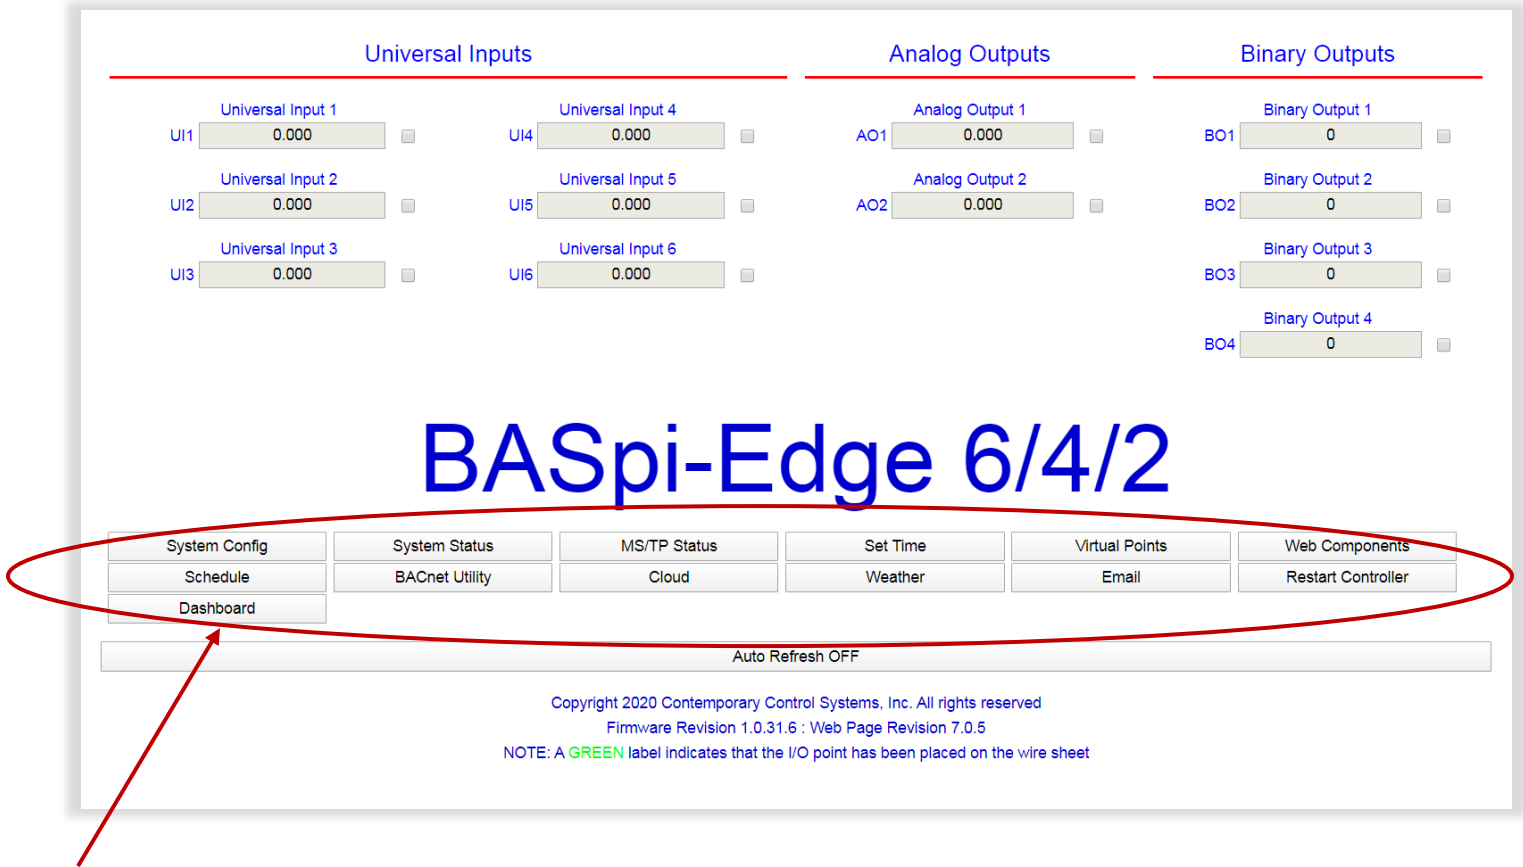 Universal Inputs Analog Outputs Binary Outputs
Universal Input 1 Universal Input 4 Analog Output 1 Binary Output 1
UI1 0.000 UI4 0.000 AO1 0.000 BO1 0
Universal Input 2 Universal Input 5 Analog Output 2 Binary Output 2
UI2 0.000 UI5 0.000 AO2 0.000 BO2 0
Universal Input 3 Universal Input 6 Binary Output 3
UI3 0.000 UI6 0.000 BO3 0
Binary Output 4
BO4 0
BASpi-Edge 6/4/2
System Config System Status MS/TP Status Set Time Virtual Points Web Components
Schedule BACnet Utility Cloud Weather Email Restart Controller
Dashboard
Auto Refresh OFF
Copyright 2020 Contemporary Control Systems, Inc. All rights reserved
Firmware Revision 1.0.31.6 : Web Page Revision 7.0.5
NOTE: A GREEN label indicates that the I/O point has been placed on the wire sheet